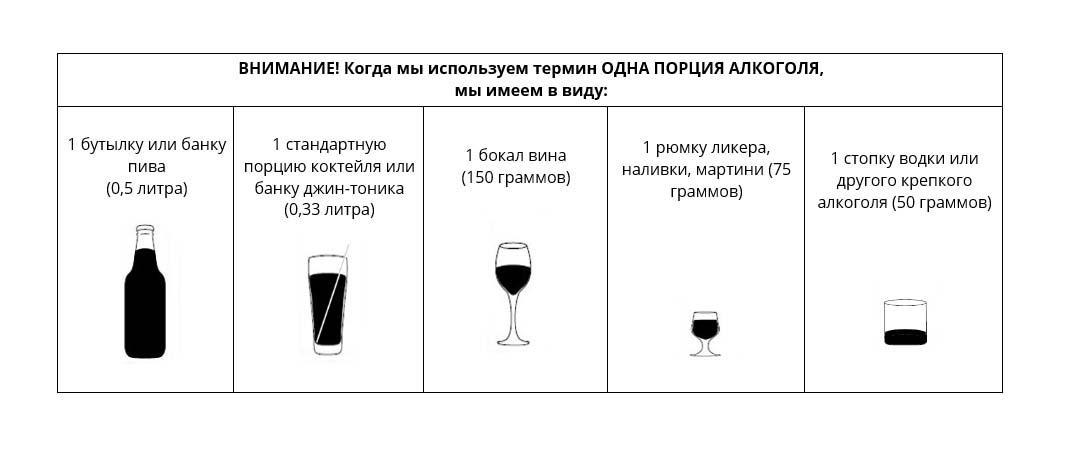 ВНИМАНИЕ! Когда мы используем термин ОДНА ПОРЦИЯ АЛКОГОЛЯ,
мы имеем в виду:
1 бутылку или банку
пива
(0,5 литра)
1 стандартную
порцию коктейля или
банку джин-тоника
(0,33 литра)
1 бокал вина
(150 граммов)
1 рюмку ликера,
наливки, мартини (75
граммов)
1 стопку водки или
другого крепкого
алкоголя (50 граммов)